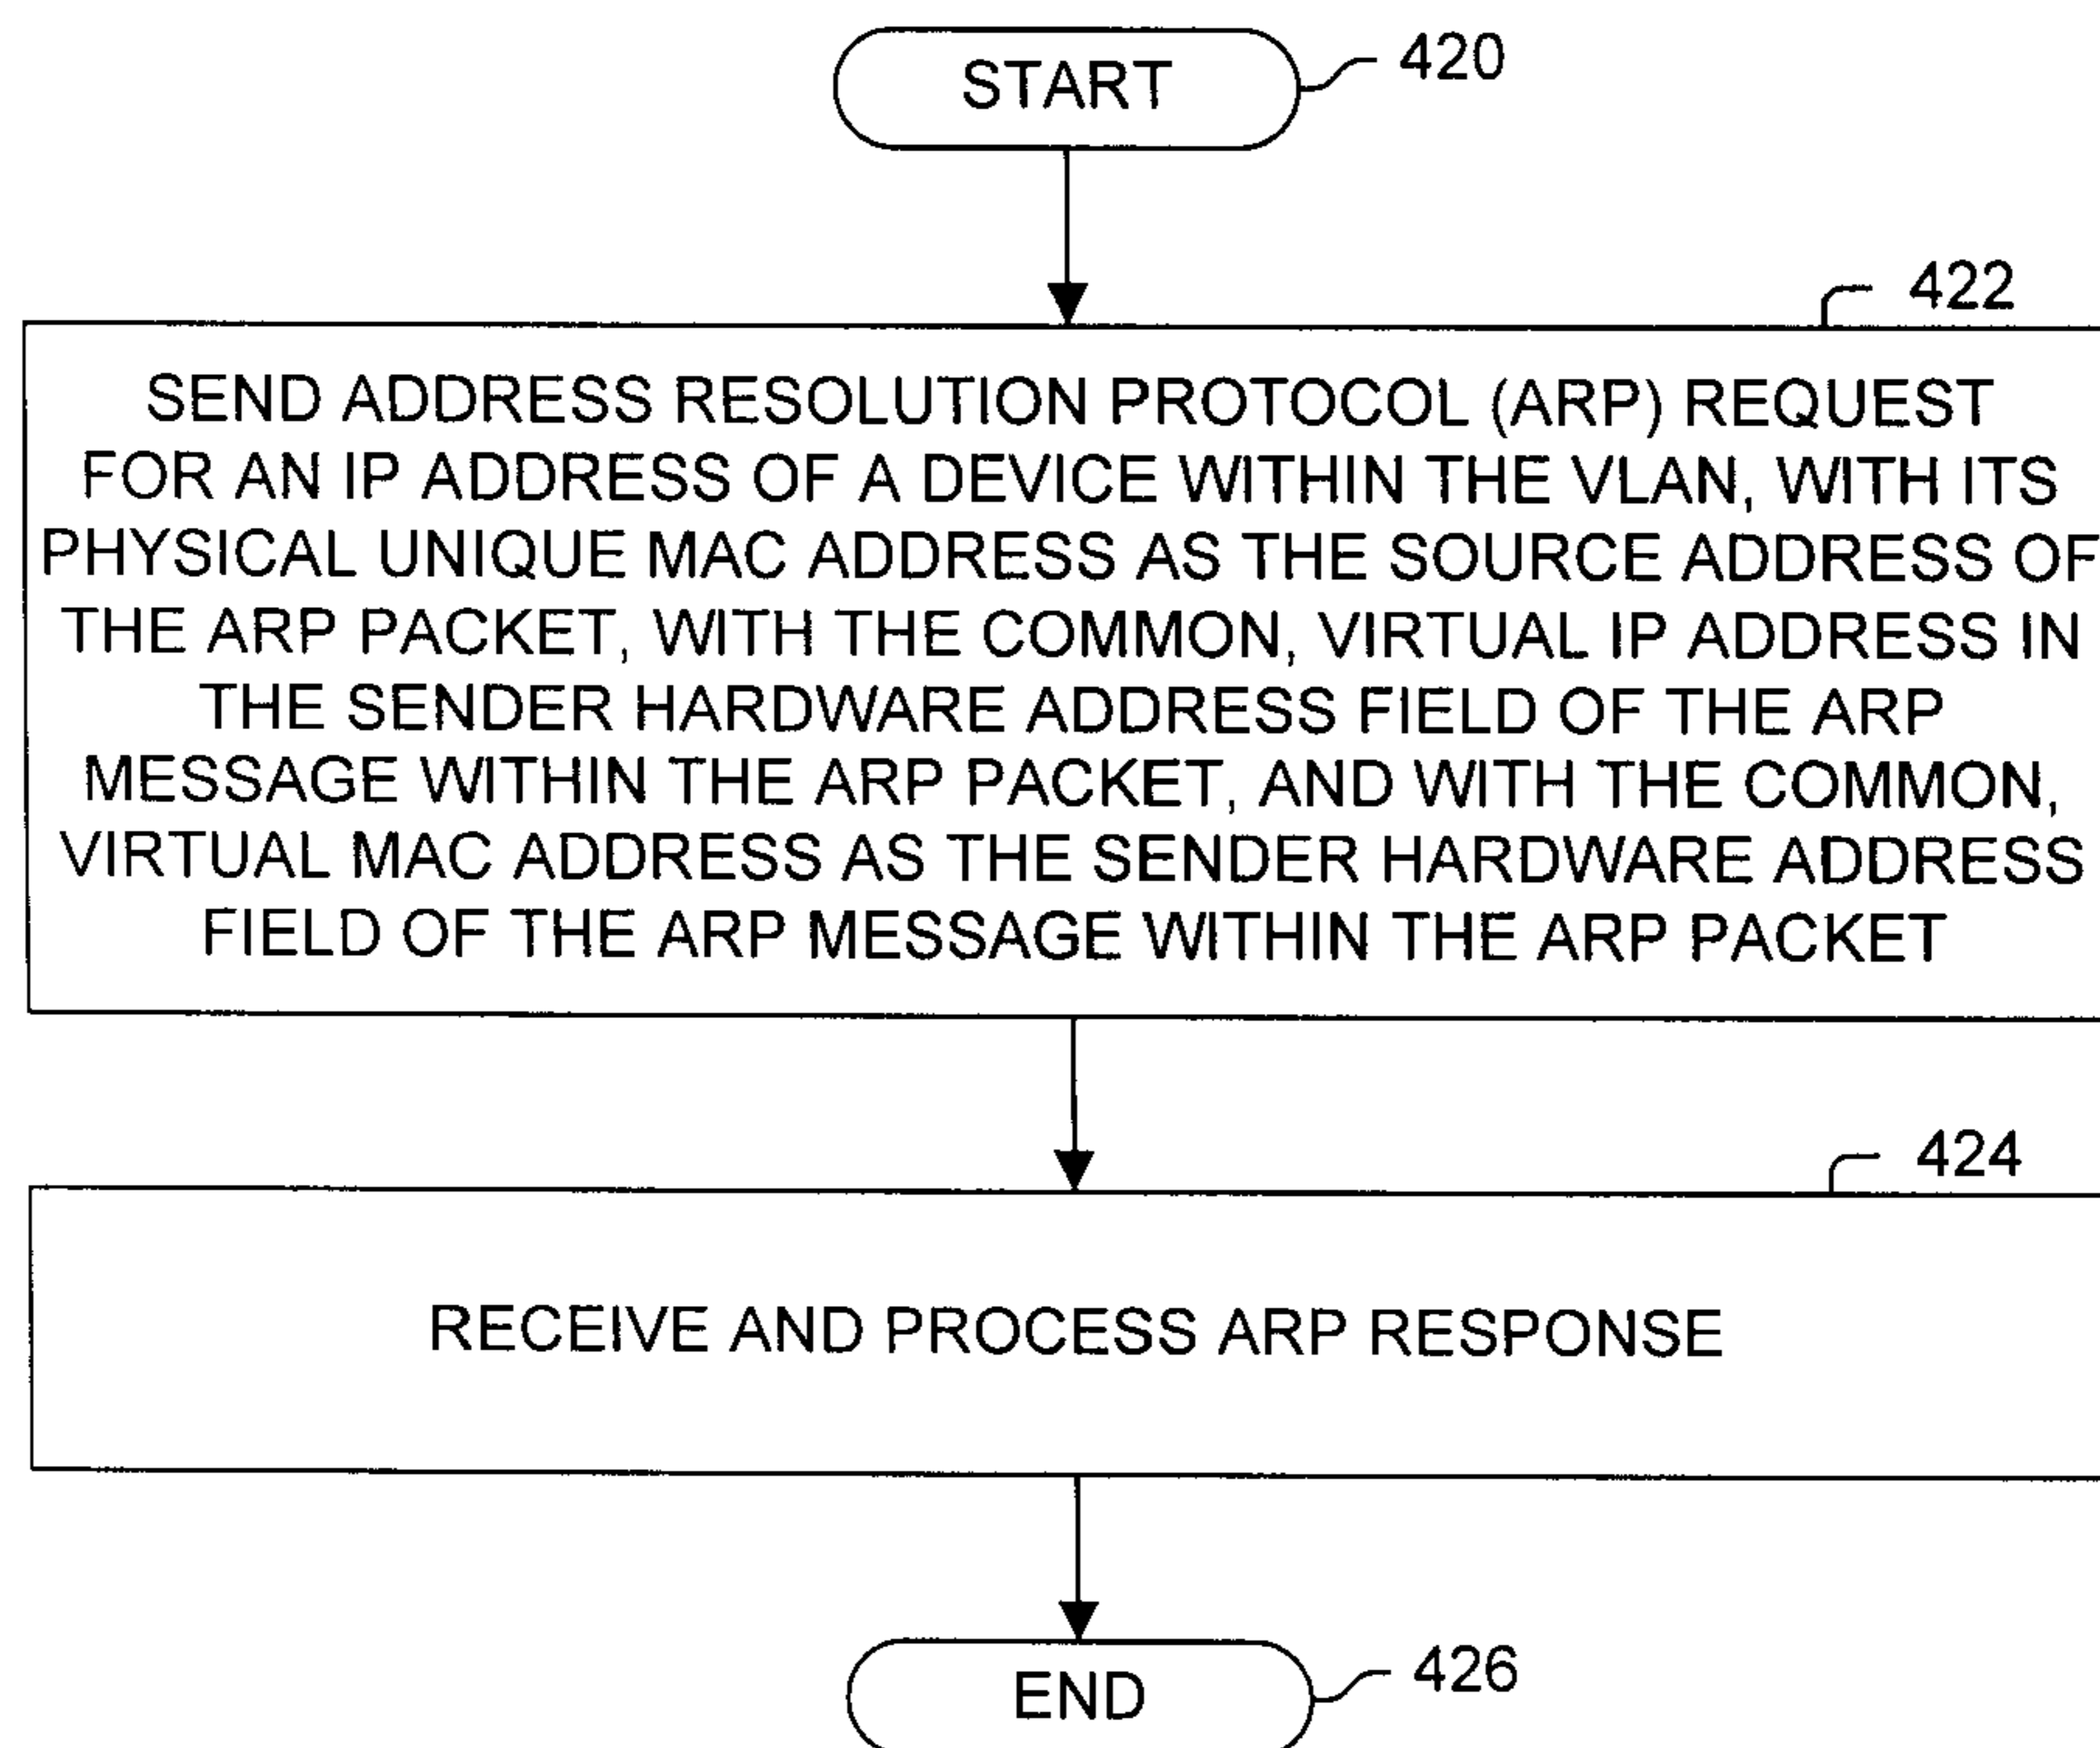 START
420
422
SEND ADDRESS RESOLUTION PROTOCOL (ARP) REQUEST
FOR AN IP ADDRESS OF A DEVICE WITHIN THE VLAN, WITH ITS
PHYSICAL UNIQUE MAC ADDRESS AS THE SOURCE ADDRESS OF
THE ARP PACKET, WITH THE COMMON, VIRTUAL IP ADDRESS IN
THE SENDER HARDWARE ADDRESS FIELD OF THE ARP
MESSAGE WITHIN THE ARP PACKET, AND WITH THE COMMON,
VIRTUAL MAC ADDRESS AS THE SENDER HARDWARE ADDRESS
FIELD OF THE ARP MESSAGE WITHIN THE ARP PACKET
424
RECEIVE AND PROCESS ARP RESPONSE
END
426